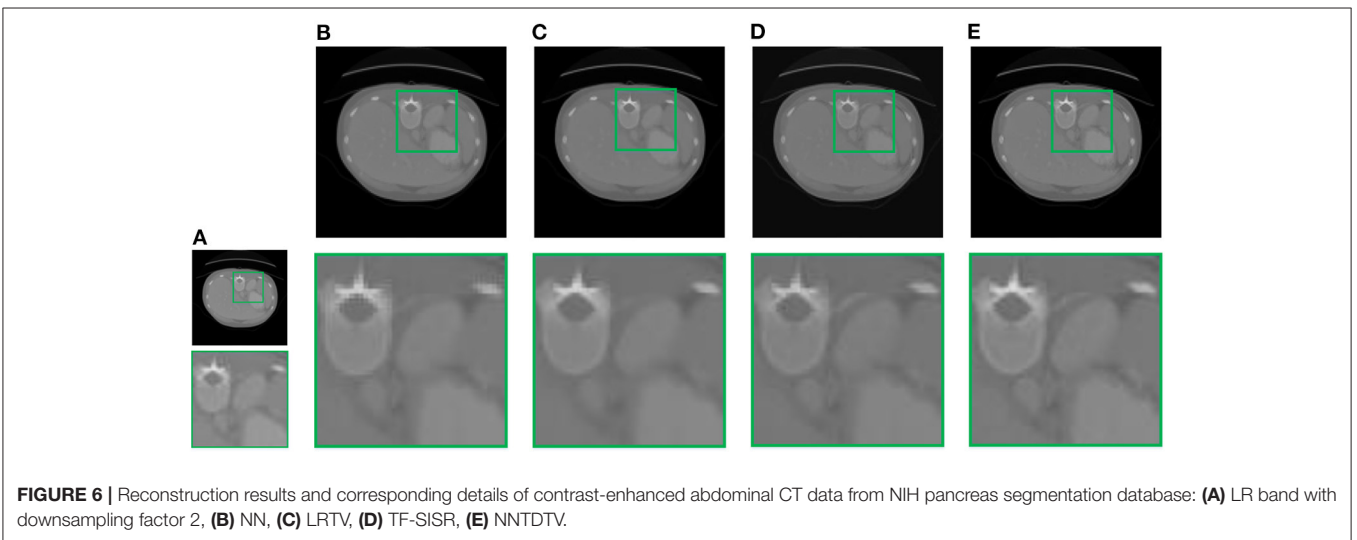 B
C
D
E
A
FIGURE 6 | Reconstruction results and corresponding details of contrast-enhanced abdominal CT data from NIH pancreas segmentation database: (A) LR band with
downsampling factor 2, (B) NN, (C) LRTV, (D) TF-SISR, (E) NNTDTV.